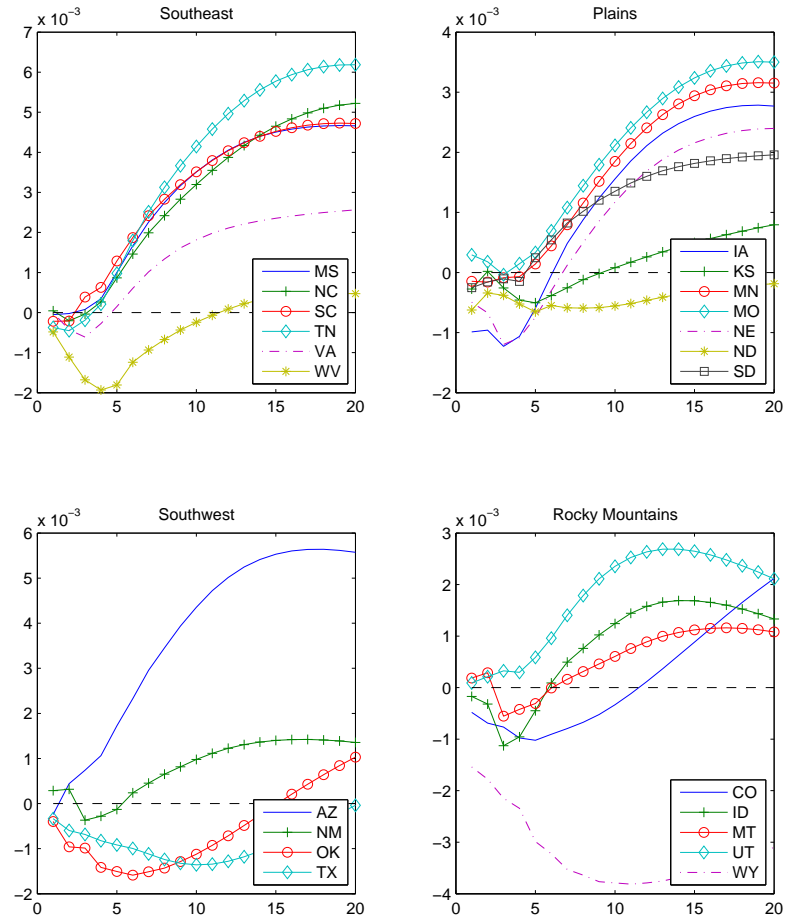 Southeast
x 10⁻³
7
6
5
4
3
2
1
0
−1
−2
0 5 10 15 20
MS
NC
SC
TN
VA
WV
Plains
x 10⁻³
4
3
2
1
0
−1
−2
0 5 10 15 20
IA
KS
MN
MO
NE
ND
SD
Southwest
x 10⁻³
6
5
4
3
2
1
0
−1
−2
0 5 10 15 20
AZ
NM
OK
TX
Rocky Mountains
x 10⁻³
3
2
1
0
−1
−2
−3
−4
0 5 10 15 20
CO
ID
MT
UT
WY